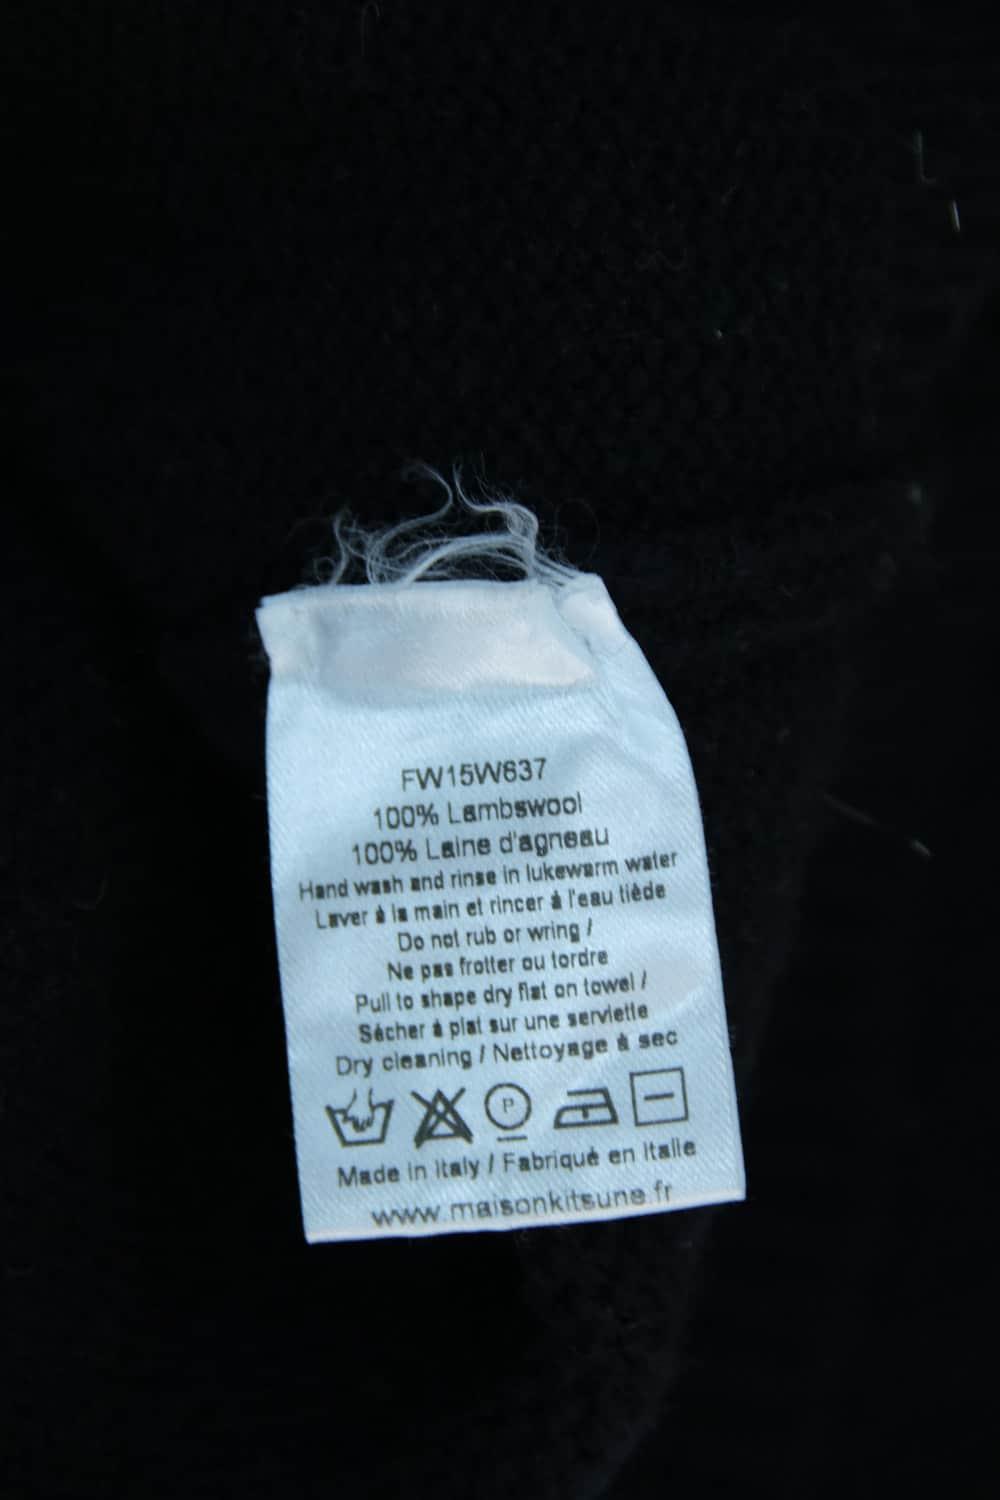 FW15W637
100% Lambswool
100% Laine d'agneau
Hand wash and rinse in lukewarm water
Laver à la main et rincer à l'eau tiède
Do not rub or wring /
Ne pas frotter ou tordre
Pull to shape dry flat on towel /
Sécher à plat sur une serviette
Dry cleaning / Nettoyage à sec
P
Made in Italy / Fabriqué en Italie
www.maisonkitsune.fr